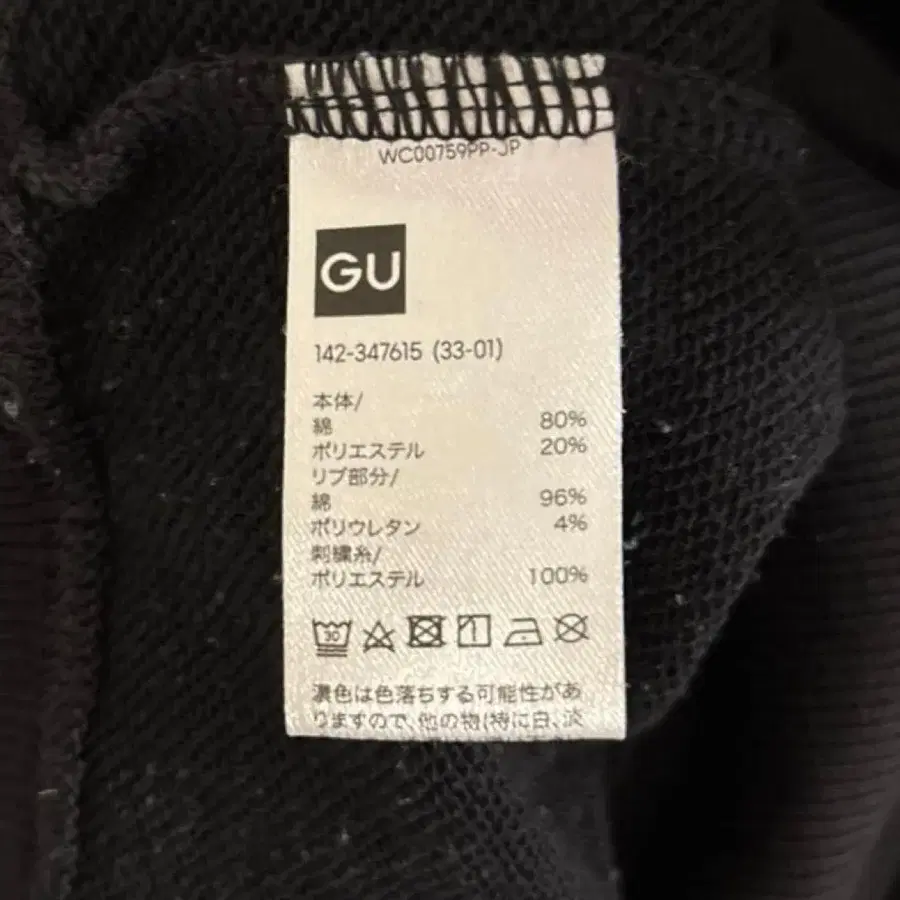 WC00759PP-JP
GU
142-347615 (33-01)
本体/
綿 80%
ポリエステル 20%
リブ部分/
綿 96%
ポリウレタン 4%
刺繍糸/
ポリエステル 100%
30 1
濃色は色落ちする可能性があ
りますので、他の物(特に白、淡